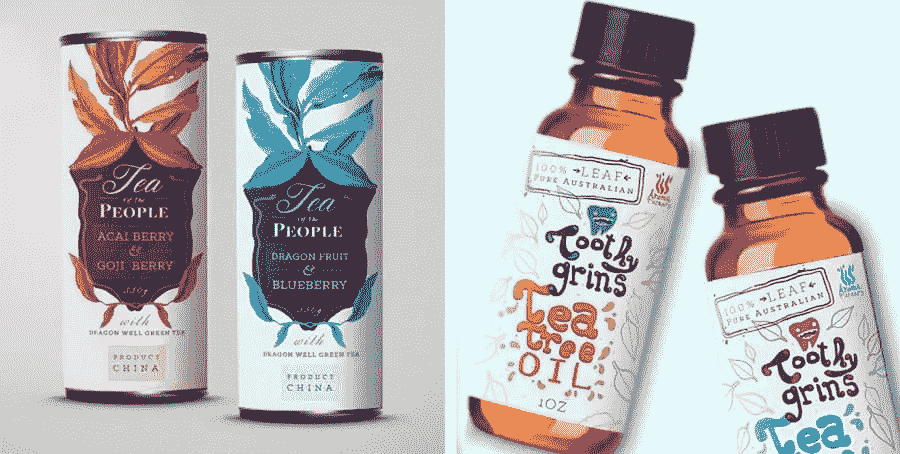 Tea
of the
PEOPLE
ACAI BERRY
&
GOJI BERRY
550g
with
DRAGON WELL GREEN TEA
PRODUCT
CHINA
Tea
of the
PEOPLE
DRAGON FRUIT
&
BLUEBERRY
550g
with
DRAGON WELL GREEN TEA
PRODUCT
CHINA
100% LEAF
PURE AUSTRALIAN
Toothy
grins
Tea
tree
OIL
1OZ
100% LEAF
PURE AUSTRALIAN
Toothy
grins
Tea